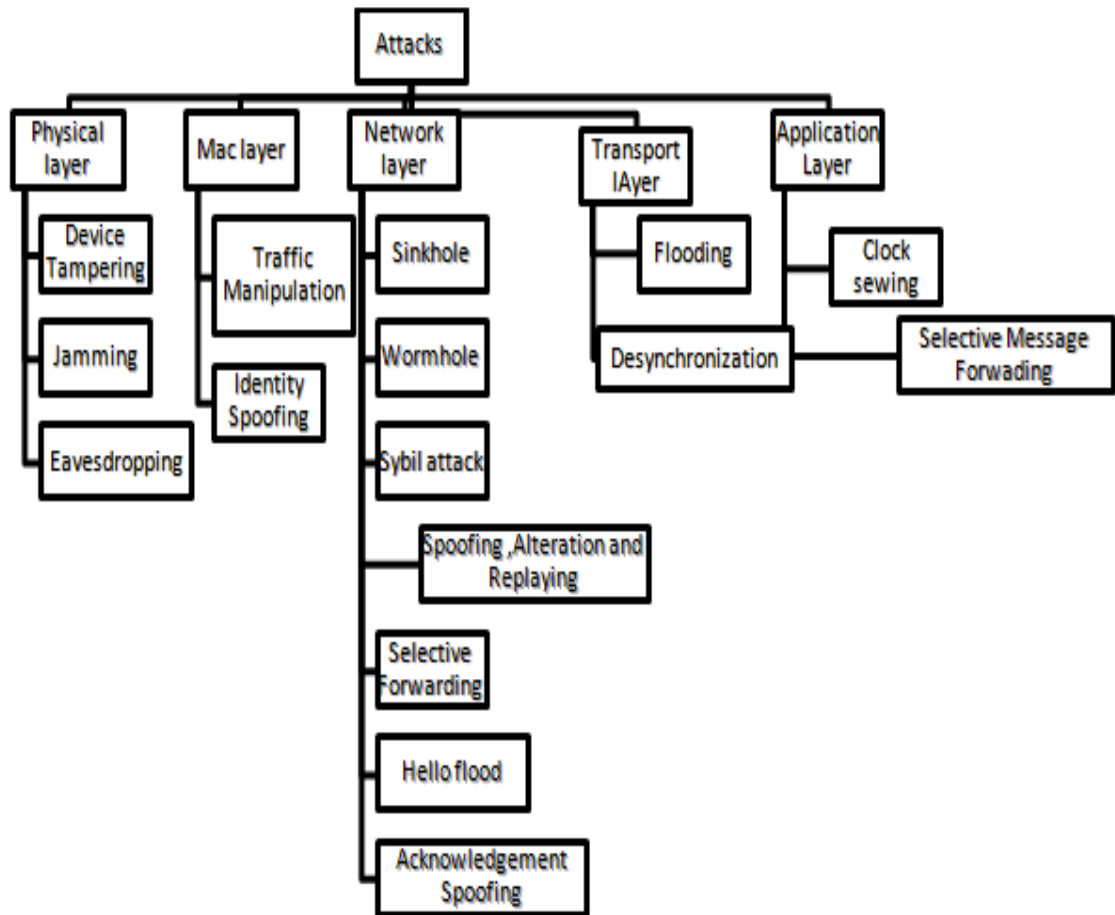 Attacks
Physical
layer
Mac layer
Network
layer
Transport
lAyer
Application
Layer
Device
Tampering
Jamming
Eavesdropping
Traffic
Manipulation
Identity
Spoofing
Sinkhole
Wormhole
Sybil attack
Spoofing ,Alteration and
Replaying
Selective
Forwarding
Hello flood
Acknowledgement
Spoofing
Flooding
Desynchronization
Clock
sewing
Selective Message
Forwading